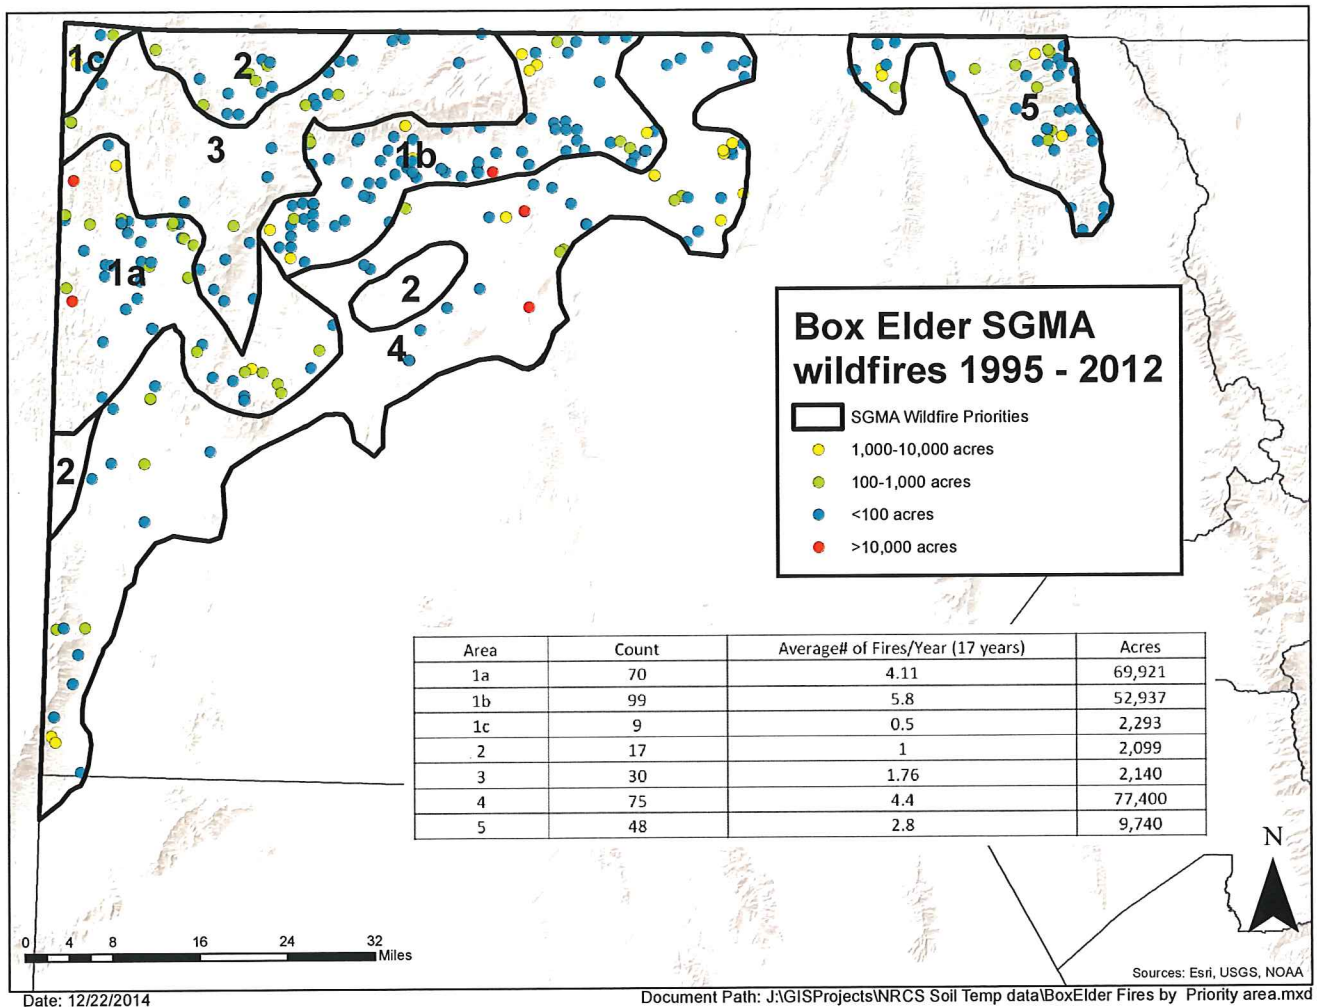 1c
2
3
1b
1a
2
4
2
5
Box Elder SGMA
wildfires 1995 - 2012
SGMA Wildfire Priorities
1,000-10,000 acres
100-1,000 acres
<100 acres
>10,000 acres
Area Count Average# of Fires/Year (17 years) Acres
1a 70 4.11 69,921
1b 99 5.8 52,937
1c 9 0.5 2,293
2 17 1 2,099
3 30 1.76 2,140
4 75 4.4 77,400
5 48 2.8 9,740
N
0 4 8 16 24 32
Miles
Sources: Esri, USGS, NOAA
Date: 12/22/2014
Document Path: J:\GISProjects\NRCS Soil Temp data\BoxElder Fires by Priority area.mxd